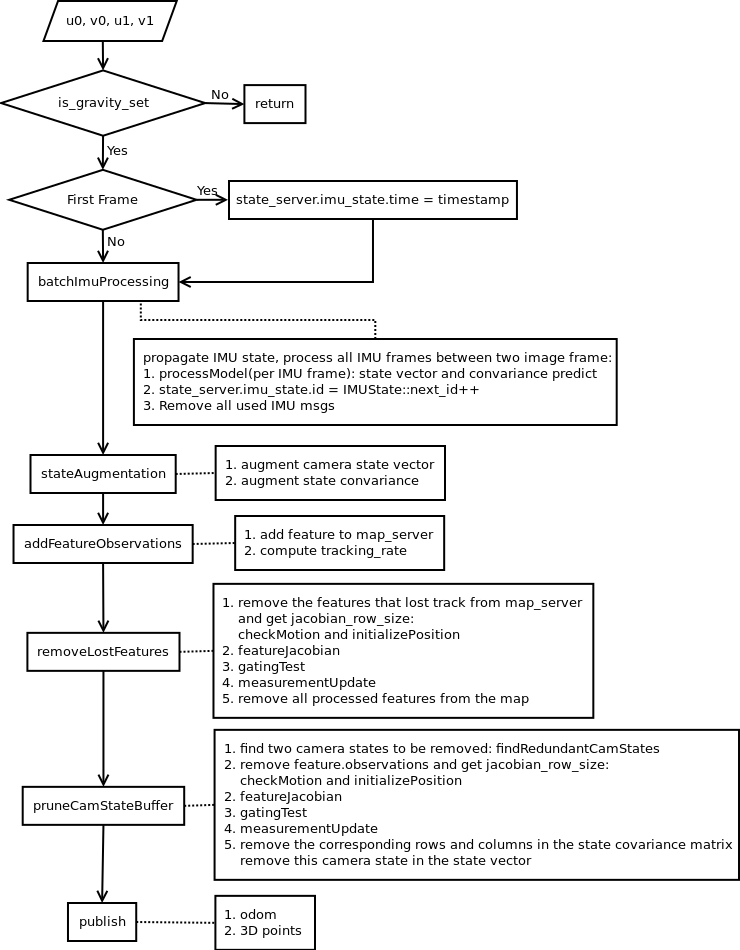 u0, v0, u1, v1
is_gravity_set
No
return
Yes
First Frame
Yes
state_server.imu_state.time = timestamp
No
batchImuProcessing
propagate IMU state, process all IMU frames between two image frame:
1. processModel(per IMU frame): state vector and convariance predict
2. state_server.imu_state.id = IMUState::next_id++
3. Remove all used IMU msgs
stateAugmentation
1. augment camera state vector
2. augment state convariance
addFeatureObservations
1. add feature to map_server
2. compute tracking_rate
removeLostFeatures
1. remove the features that lost track from map_server
and get jacobian_row_size:
checkMotion and initializePosition
2. featureJacobian
3. gatingTest
4. measurementUpdate
5. remove all processed features from the map
pruneCamStateBuffer
1. find two camera states to be removed: findRedundantCamStates
2. remove feature.observations and get jacobian_row_size:
checkMotion and initializePosition
2. featureJacobian
3. gatingTest
4. measurementUpdate
5. remove the corresponding rows and columns in the state covariance matrix
remove this camera state in the state vector
publish
1. odom
2. 3D points